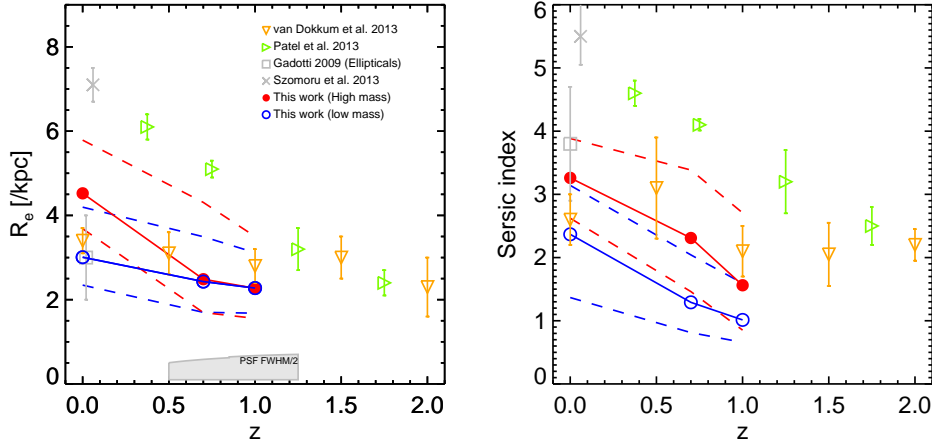 van Dokkum et al. 2013
Patel et al. 2013
Gadotti 2009 (Ellipticals)
Szomoru et al. 2013
This work (High mass)
This work (low mass)
8
6
4
2
0
R_e [/kpc]
PSF FWHM/2
0.0 0.5 1.0 1.5 2.0
z
6
5
4
3
2
1
0
Sersic index
0.0 0.5 1.0 1.5 2.0
z